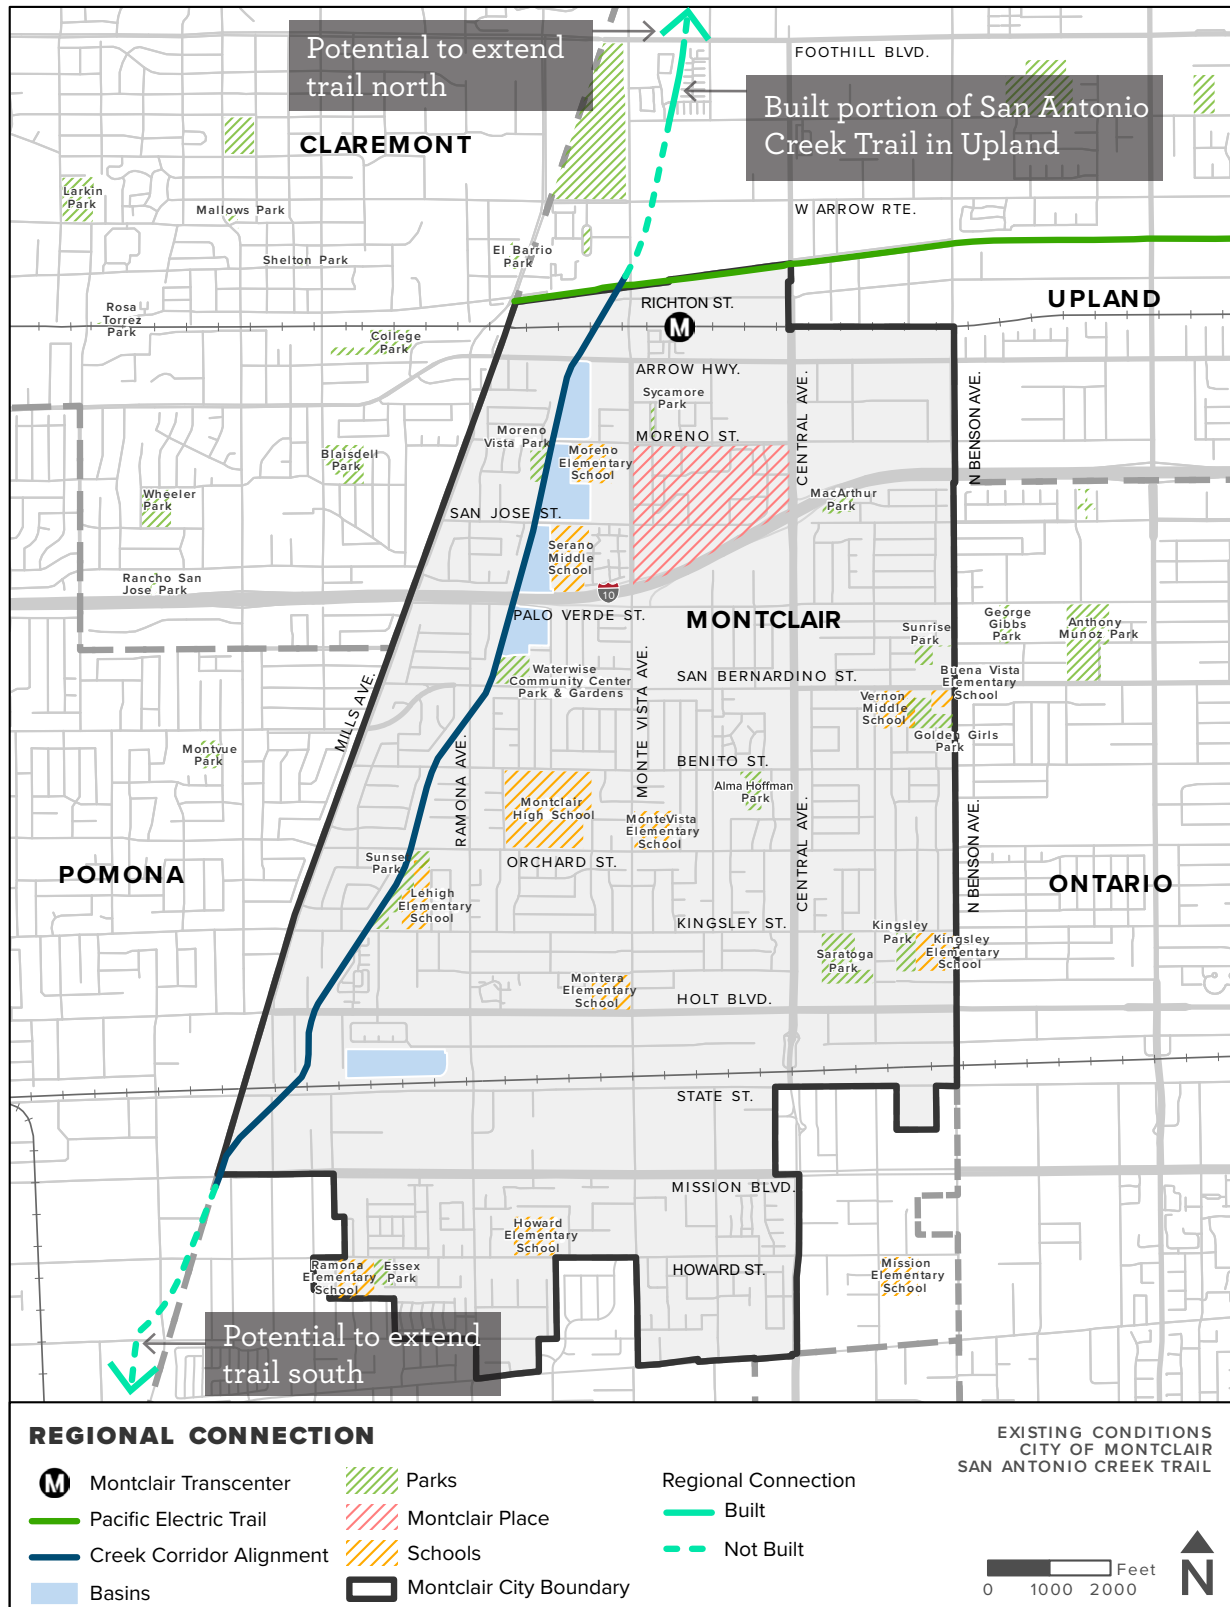 Potential to extend
trail north
FOOTHILL BLVD.
Built portion of San Antonio
Creek Trail in Upland
CLAREMONT
Larkin
Park
Mallows Park
W ARROW RTE.
El Barrio
Park
Shelton Park
UPLAND
RICHTON ST.
Rosa
Torrez
Park
M
College
Park
ARROW HWY.
Sycamore
Park
CENTRAL AVE.
N BENSON AVE.
Moreno
Vista Park
MORENO ST.
Moreno
Elementary
School
Blaisdell
Park
Wheeler
Park
MacArthur
Park
SAN JOSE ST.
Serano
Middle
School
Rancho San
Jose Park
10
PALO VERDE ST.
MONTCLAIR
George
Gibbs
Park
Anthony
Muñoz Park
Sunrise
Park
Waterwise
Community Center
Park & Gardens
SAN BERNARDINO ST.
Buena Vista
Elementary
School
Vernon
Middle
School
Golden Girls
Park
MILLS AVE.
MONTE VISTA AVE.
RAMONA AVE.
Montvue
Park
BENITO ST.
Alma Hoffman
Park
Montclair
High School
MonteVista
Elementary
School
CENTRAL AVE.
N BENSON AVE.
Sunse
Park
ORCHARD ST.
POMONA
ONTARIO
Lehigh
Elementary
School
KINGSLEY ST.
Kingsley
Park
Kingsley
Elementary
School
Saratoga
Park
Montera
Elementary
School
HOLT BLVD.
STATE ST.
MISSION BLVD.
Howard
Elementary
School
Ramona
Elementary
School
Essex
Park
HOWARD ST.
Mission
Elementary
School
Potential to extend
trail south
REGIONAL CONNECTION
M Montclair Transcenter
Pacific Electric Trail
Creek Corridor Alignment
Basins
Parks
Montclair Place
Schools
Montclair City Boundary
Regional Connection
Built
Not Built
EXISTING CONDITIONS
CITY OF MONTCLAIR
SAN ANTONIO CREEK TRAIL
Feet
0 1000 2000
N